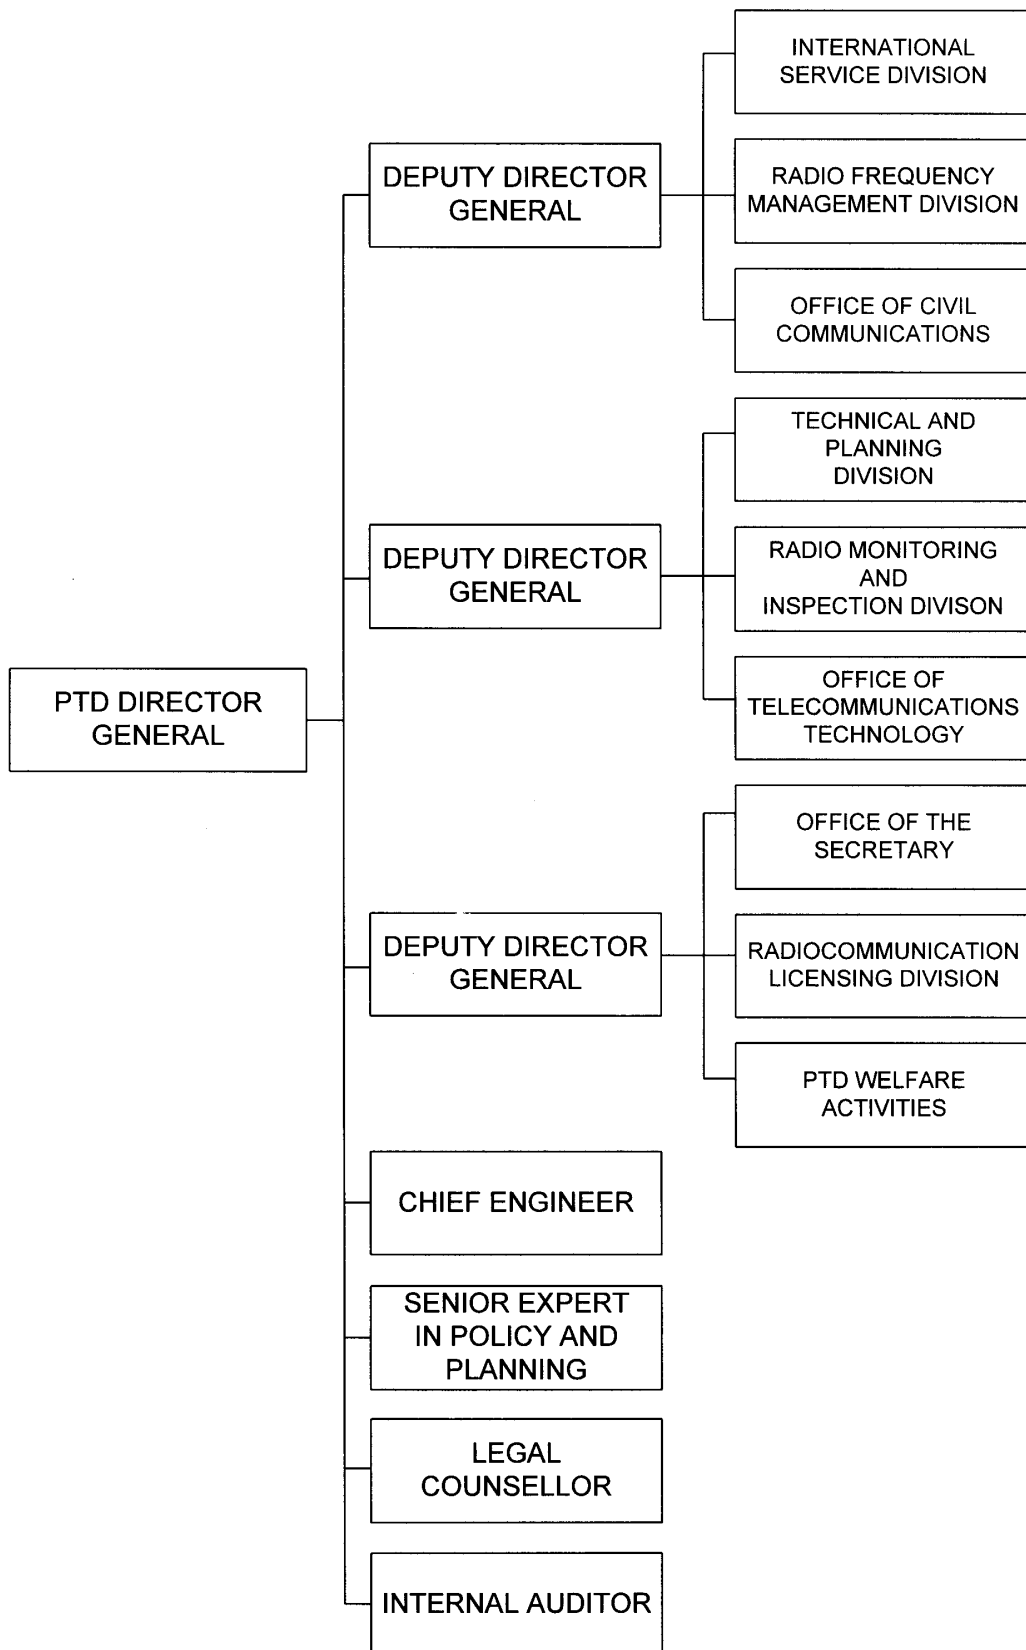 PTD DIRECTOR
GENERAL
DEPUTY DIRECTOR
GENERAL
INTERNATIONAL
SERVICE DIVISION
RADIO FREQUENCY
MANAGEMENT DIVISION
OFFICE OF CIVIL
COMMUNICATIONS
DEPUTY DIRECTOR
GENERAL
TECHNICAL AND
PLANNING
DIVISION
RADIO MONITORING
AND
INSPECTION DIVISON
OFFICE OF
TELECOMMUNICATIONS
TECHNOLOGY
DEPUTY DIRECTOR
GENERAL
OFFICE OF THE
SECRETARY
RADIOCOMMUNICATION
LICENSING DIVISION
PTD WELFARE
ACTIVITIES
CHIEF ENGINEER
SENIOR EXPERT
IN POLICY AND
PLANNING
LEGAL
COUNSELLOR
INTERNAL AUDITOR